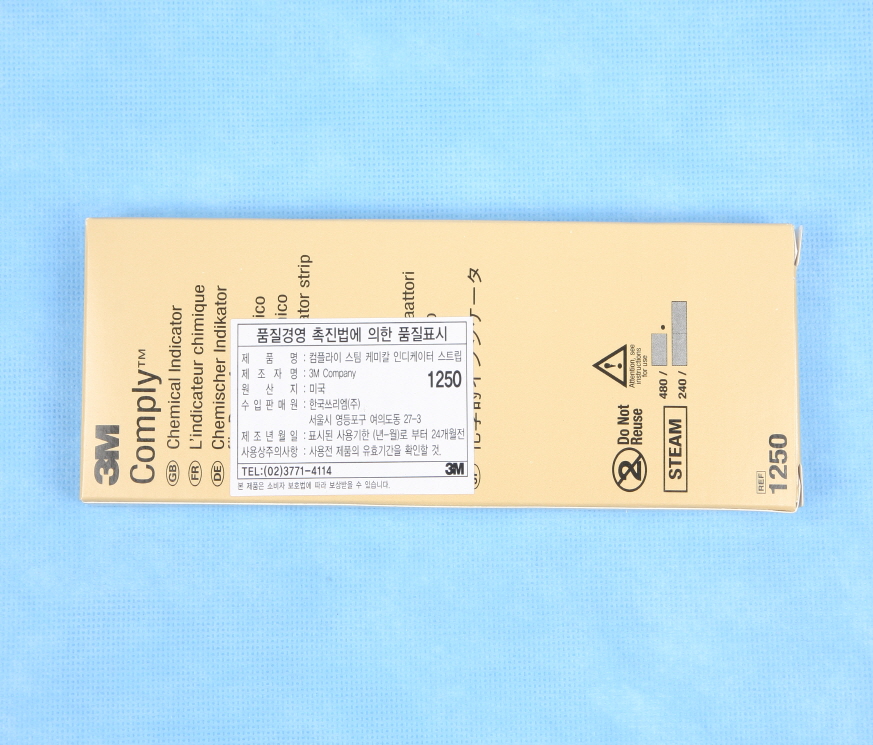 3M
Comply™
GB Chemical Indicator
FR L'indicateur chimique
DE Chemischer Indikator
strip
품질경영 촉진법에 의한 품질표시
제 품 명 : 컴플라이 스팀 케미칼 인디케이터 스트립
제 조 자 명 : 3M Company
1250
원 산 지 : 미국
수 입 판 매 원 : 한국쓰리엠(주)
서울시 영등포구 여의도동 27-3
제 조 년 월 일 : 표시된 사용기한 (년-월)로 부터 24개월전
사용상주의사항 : 사용전 제품의 유효기간을 확인할 것.
TEL:(02)3771-4114
3M
본 제품은 소비자 보호법에 따라 보상받을 수 있습니다.
Do Not
Reuse
Attention, see
instructions
for use
STEAM
480 /
240 /
REF
1250